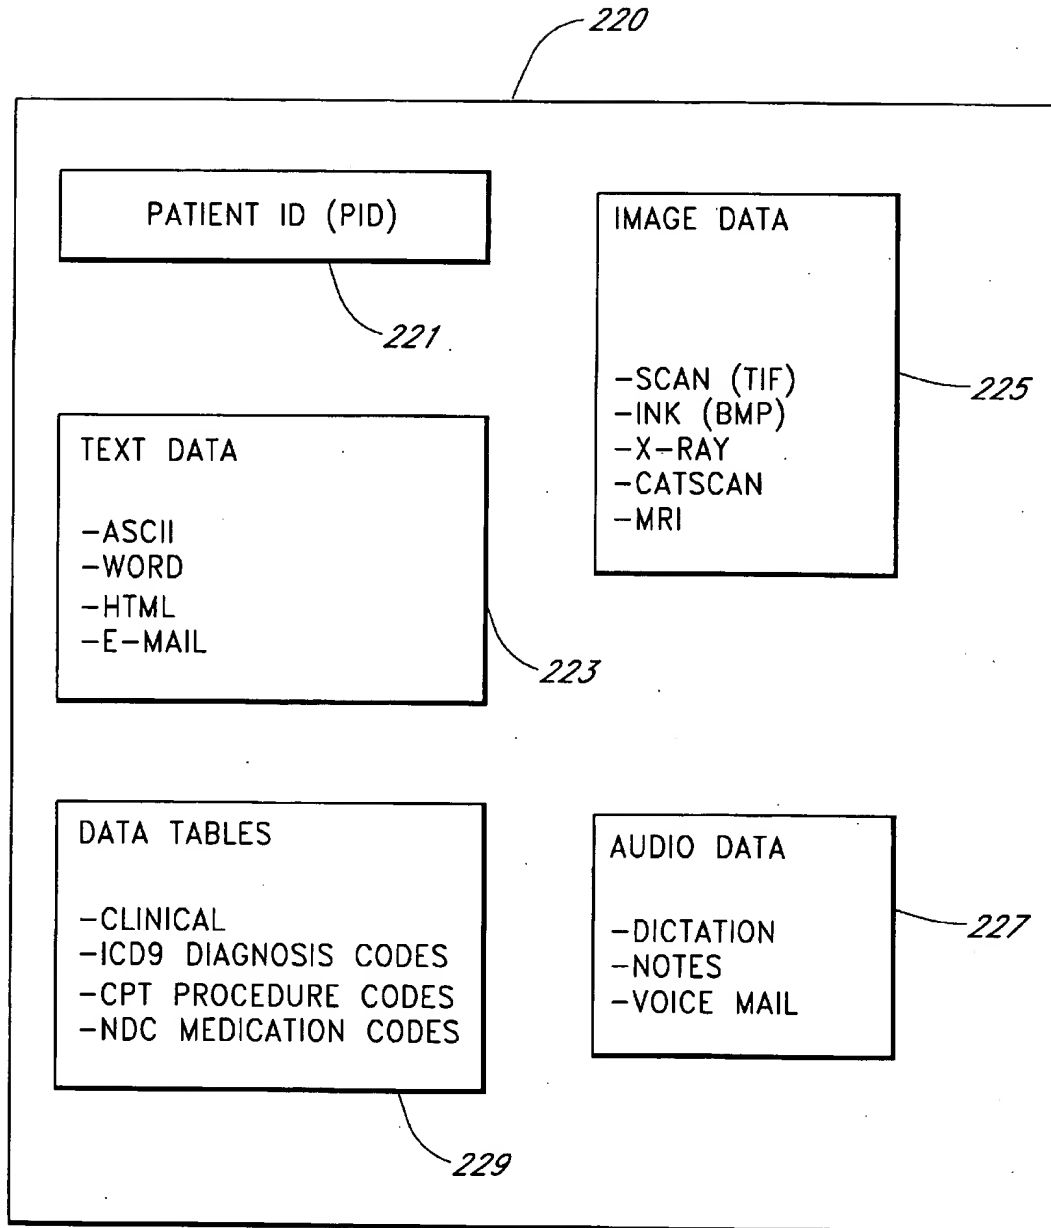 220
PATIENT ID (PID)
221
IMAGE DATA
-SCAN (TIF)
-INK (BMP)
-X-RAY
-CATSCAN
-MRI
225
TEXT DATA
-ASCII
-WORD
-HTML
-E-MAIL
223
DATA TABLES
-CLINICAL
-ICD9 DIAGNOSIS CODES
-CPT PROCEDURE CODES
-NDC MEDICATION CODES
229
AUDIO DATA
-DICTATION
-NOTES
-VOICE MAIL
227